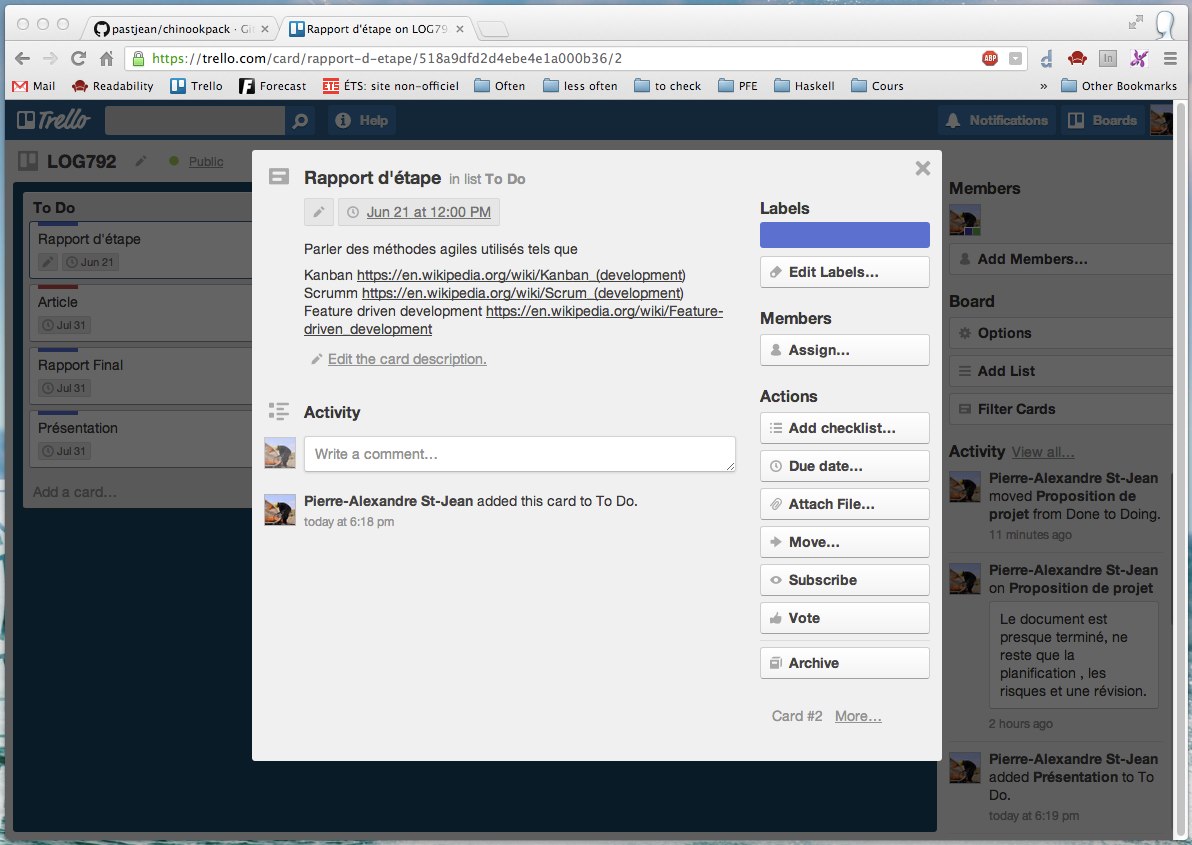 pastjean/chinookpack · Gi
Rapport d'étape on LOG79
https://trello.com/card/rapport-d-etape/518a9dfd2d4ebe4e1a000b36/2
ABP
d
In
Mail
Readability
Trello
Forecast
ÉTS: site non-officiel
Often
less often
to check
PFE
Haskell
Cours
»
Other Bookmarks
Trello
Help
Notifications
Boards
LOG792
Public
To Do
Rapport d'étape
Jun 21
Article
Jul 31
Rapport Final
Jul 31
Présentation
Jul 31
Add a card...
Rapport d'étape in list To Do
Jun 21 at 12:00 PM
Parler des méthodes agiles utilisés tels que
Kanban https://en.wikipedia.org/wiki/Kanban_(development)
Scrumm https://en.wikipedia.org/wiki/Scrum_(development)
Feature driven development https://en.wikipedia.org/wiki/Feature-
driven_development
Edit the card description.
Activity
Write a comment…
Pierre-Alexandre St-Jean added this card to To Do.
today at 6:18 pm
Labels
Edit Labels…
Members
Assign…
Actions
Add checklist…
Due date…
Attach File…
Move…
Subscribe
Vote
Archive
Card #2 More…
Members
Add Members…
Board
Options
Add List
Filter Cards
Activity View all…
Pierre-Alexandre St-Jean
moved Proposition de
projet from Done to Doing.
11 minutes ago
Pierre-Alexandre St-Jean
on Proposition de projet
Le document est
presque terminé, ne
reste que la
planification , les
risques et une révision.
2 hours ago
Pierre-Alexandre St-Jean
added Présentation to To
Do.
today at 6:19 pm